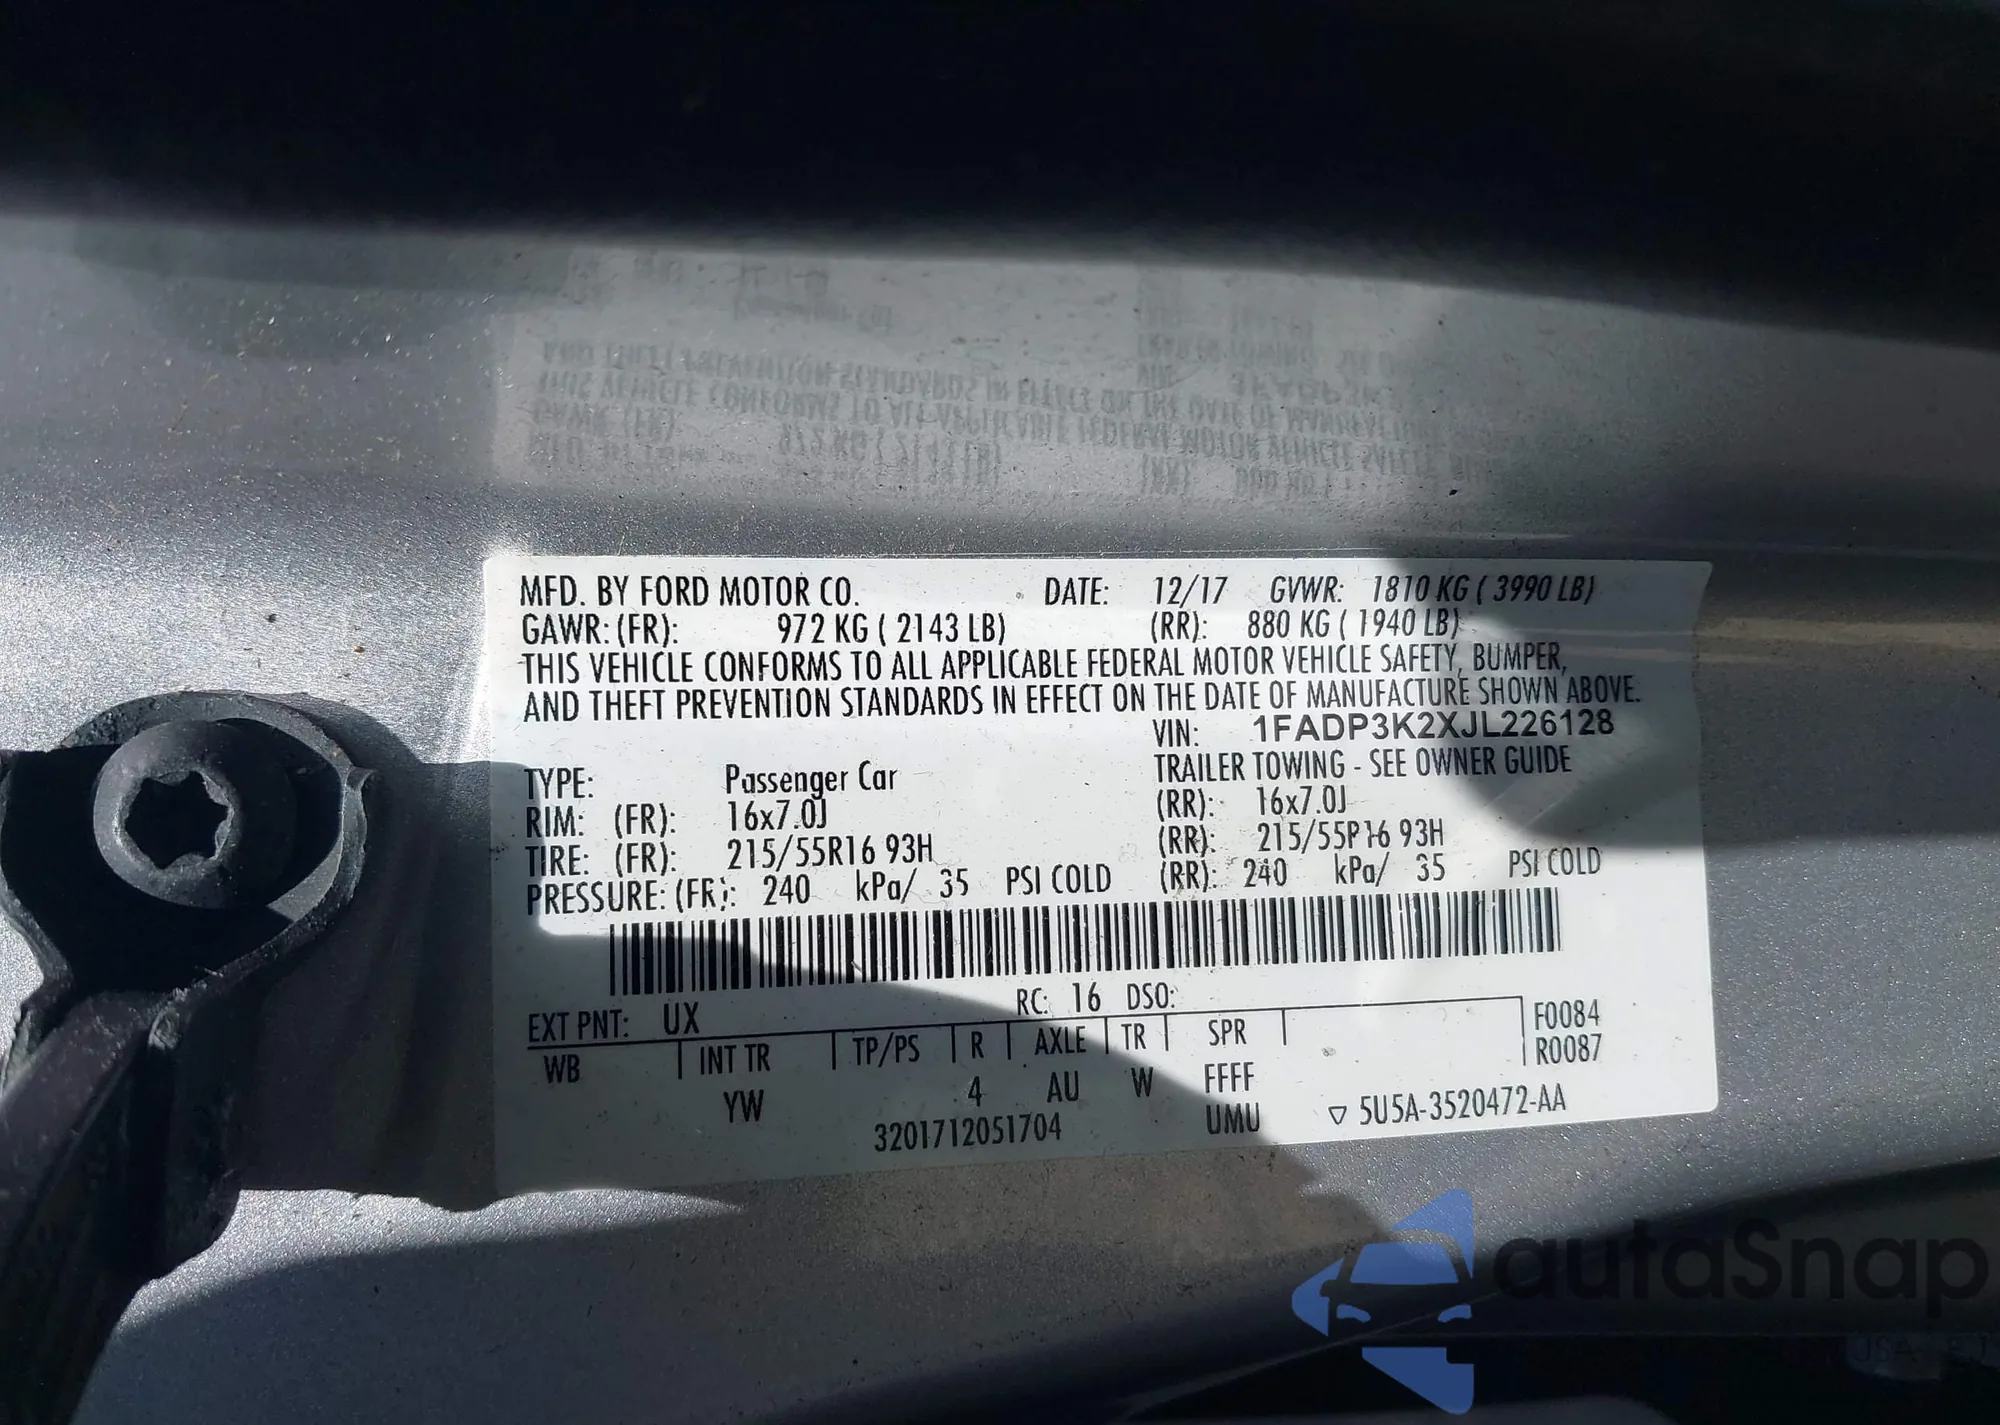 MFD. BY FORD MOTOR CO. DATE: 12/17 GVWR: 1810 KG ( 3990 LB)
GAWR: (FR): 972 KG ( 2143 LB) (RR): 880 KG ( 1940 LB)
THIS VEHICLE CONFORMS TO ALL APPLICABLE FEDERAL MOTOR VEHICLE SAFETY, BUMPER,
AND THEFT PREVENTION STANDARDS IN EFFECT ON THE DATE OF MANUFACTURE SHOWN ABOVE.
VIN: 1FADP3K2XJL226128
TYPE: Passenger Car TRAILER TOWING - SEE OWNER GUIDE
RIM: (FR): 16x7.0J (RR): 16x7.0J
TIRE: (FR): 215/55R16 93H (RR): 215/55R16 93H
PRESSURE: (FR): 240 kPa/ 35 PSI COLD (RR): 240 kPa/ 35 PSI COLD
RC: 16 DSO:
EXT PNT: UX F0084
WB INT TR TP/PS R AXLE TR SPR R0087
YW 4 AU W FFFF
3201712051704 UMU ▽ 5U5A-3520472-AA
autaSnap